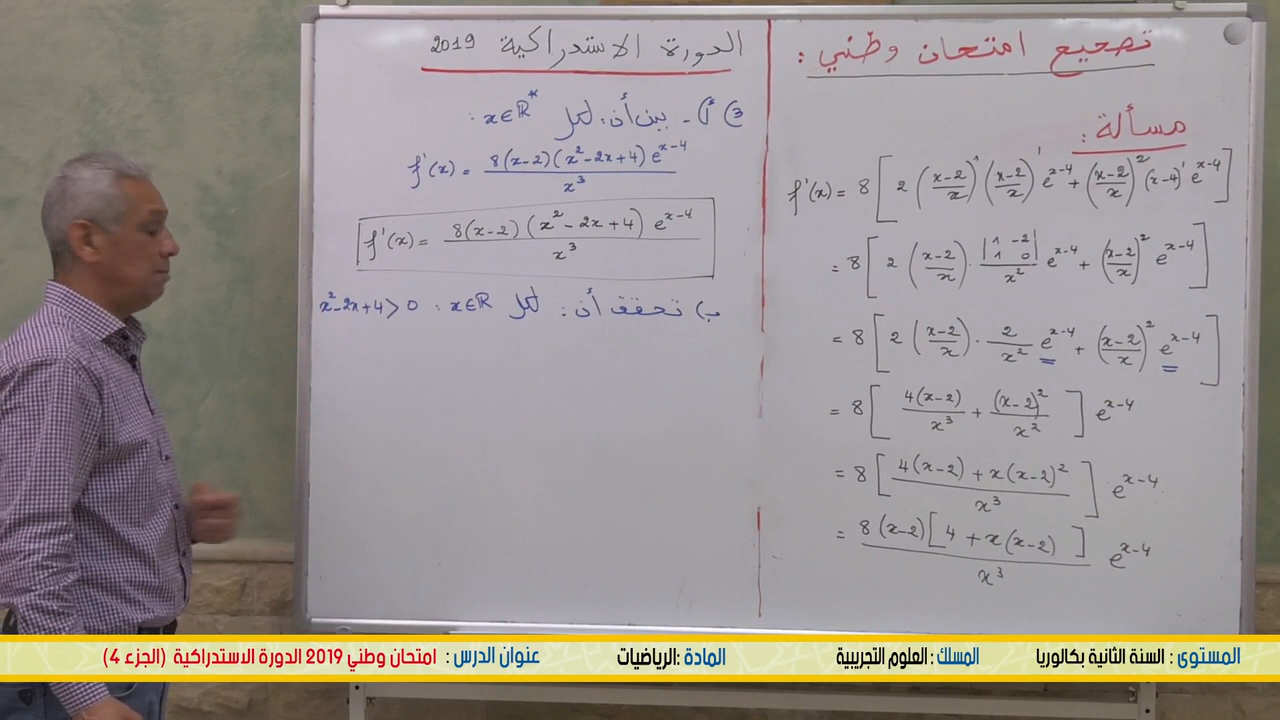 تصحيح امتحان وطني :
الدورة الاستدراكية 2019
مسألة :
f'(x) = 8[2((x-2)/x)¹((x-2)/x)' e^(x-4) + ((x-2)/x)² (x-4)' e^(x-4)]
= 8[2((x-2)/x) · |1 -2; 1 0|/x² e^(x-4) + ((x-2)/x)² e^(x-4)]
= 8[2((x-2)/x) · 2/x² e^(x-4) + ((x-2)/x)² e^(x-4)]
= 8[4(x-2)/x³ + (x-2)²/x²] e^(x-4)
= 8[(4(x-2) + x(x-2)²)/x³] e^(x-4)
= 8(x-2)[4 + x(x-2)]/x³ e^(x-4)
3) أ)- بين أن : لكل x∈ℝ* :
f'(x) = 8(x-2)(x²-2x+4)e^(x-4)/x³
f'(x) = 8(x-2)(x²-2x+4)e^(x-4)/x³
ب) تحقق أن : لكل x∈ℝ : x²-2x+4>0
المستوى : السنة الثانية بكالوريا المسلك : العلوم التجريبية المادة :الرياضيات عنوان الدرس : امتحان وطني 2019 الدورة الاستدراكية (الجزء 4)